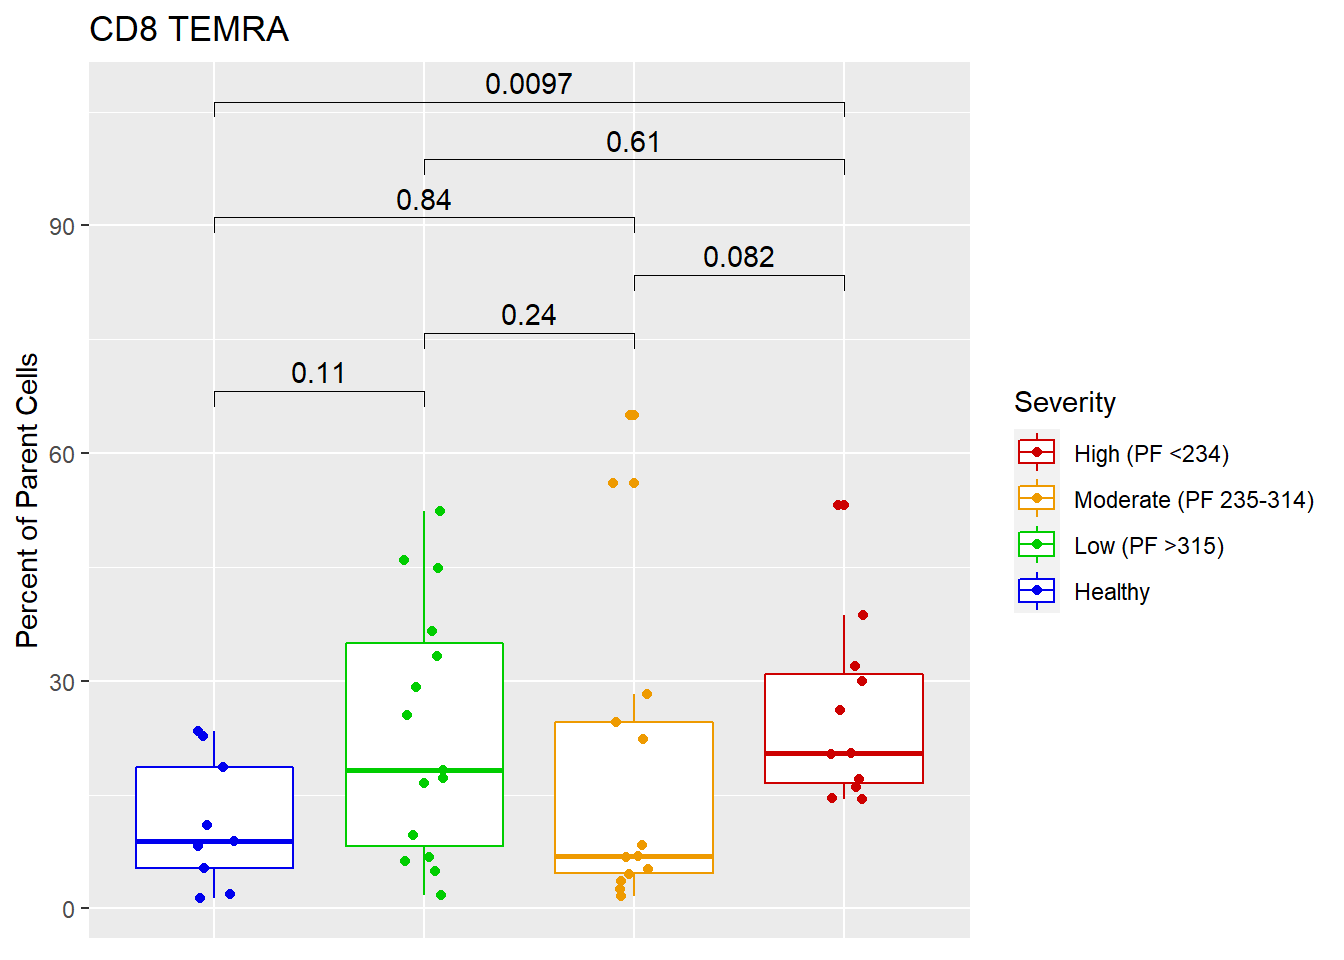 CD8 TEMRA
0.0097
0.61
0.84
0.082
0.24
0.11
90
60
30
0
Percent of Parent Cells
Severity
High (PF <234)
Moderate (PF 235-314)
Low (PF >315)
Healthy